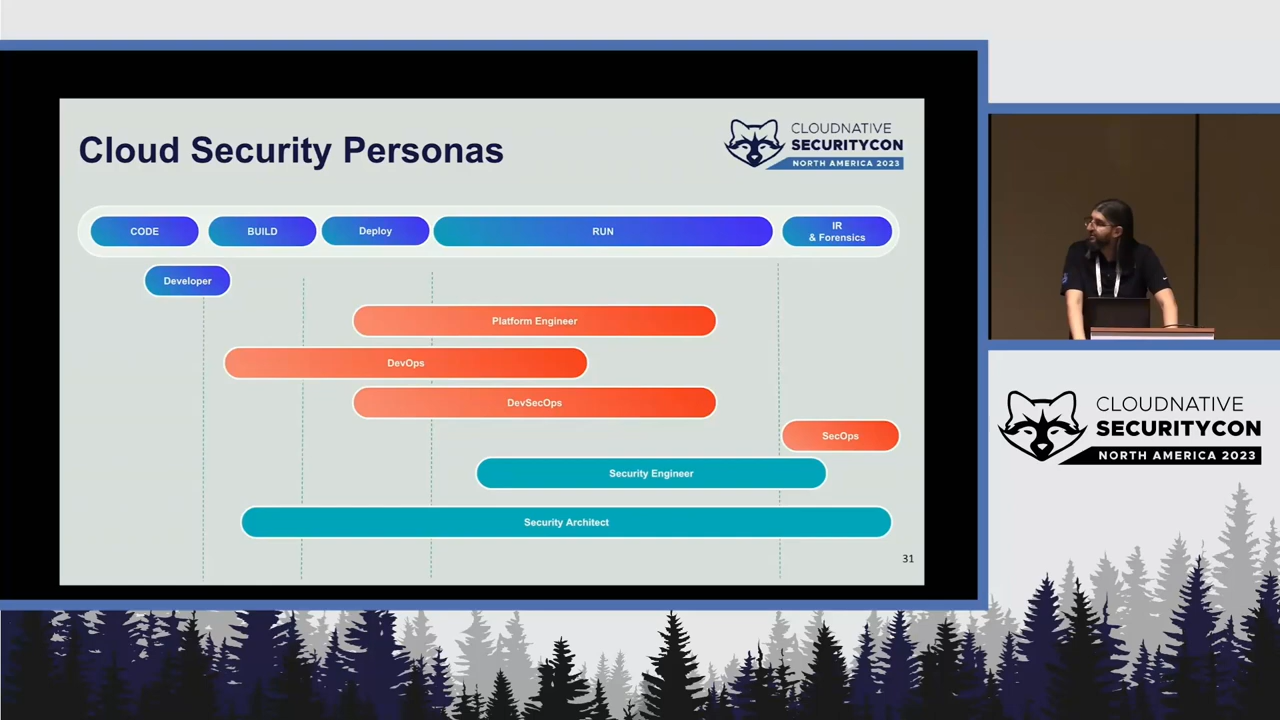 Cloud Security Personas
CLOUDNATIVE
SECURITYCON
NORTH AMERICA 2023
CODE
BUILD
Deploy
RUN
IR
& Forensics
Developer
Platform Engineer
DevOps
DevSecOps
SecOps
Security Engineer
Security Architect
31
CLOUDNATIVE
SECURITYCON
NORTH AMERICA 2023